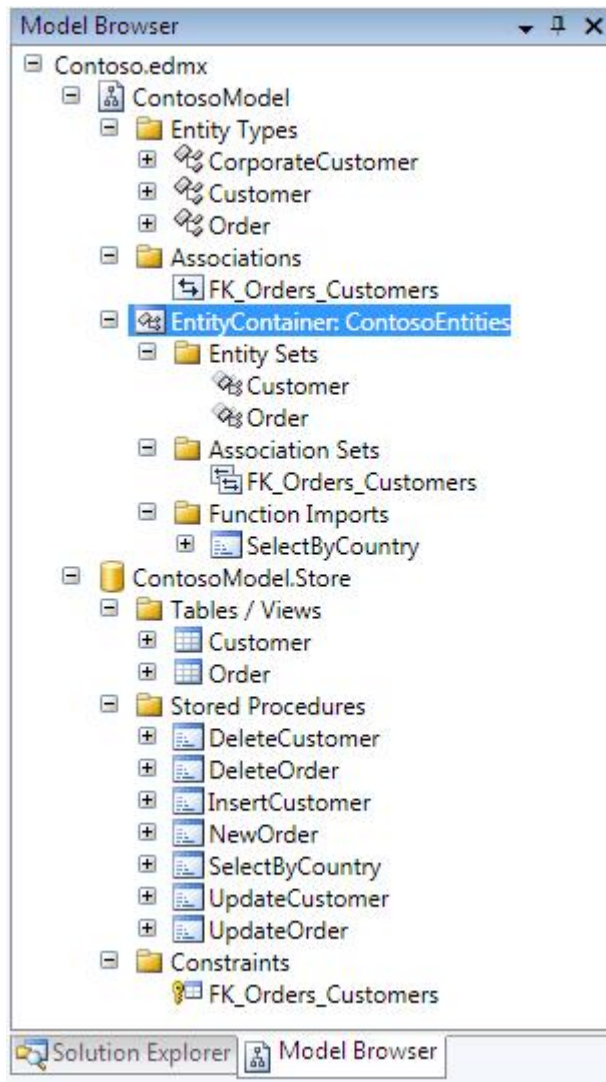 Model Browser
Contoso.edmx
ContosoModel
Entity Types
CorporateCustomer
Customer
Order
Associations
FK_Orders_Customers
EntityContainer: ContosoEntities
Entity Sets
Customer
Order
Association Sets
FK_Orders_Customers
Function Imports
SelectByCountry
ContosoModel.Store
Tables / Views
Customer
Order
Stored Procedures
DeleteCustomer
DeleteOrder
InsertCustomer
NewOrder
SelectByCountry
UpdateCustomer
UpdateOrder
Constraints
FK_Orders_Customers
Solution Explorer Model Browser